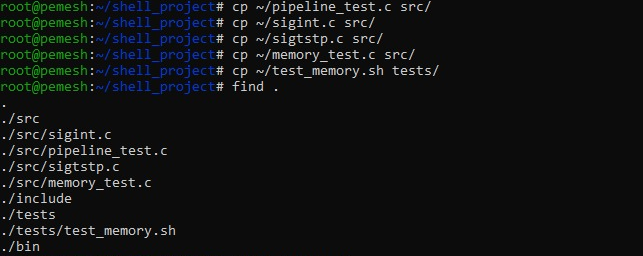 root@pemesh:~/shell_project# cp ~/pipeline_test.c src/
root@pemesh:~/shell_project# cp ~/sigint.c src/
root@pemesh:~/shell_project# cp ~/sigtstp.c src/
root@pemesh:~/shell_project# cp ~/memory_test.c src/
root@pemesh:~/shell_project# cp ~/test_memory.sh tests/
root@pemesh:~/shell_project# find .
.
./src
./src/sigint.c
./src/pipeline_test.c
./src/sigtstp.c
./src/memory_test.c
./include
./tests
./tests/test_memory.sh
./bin